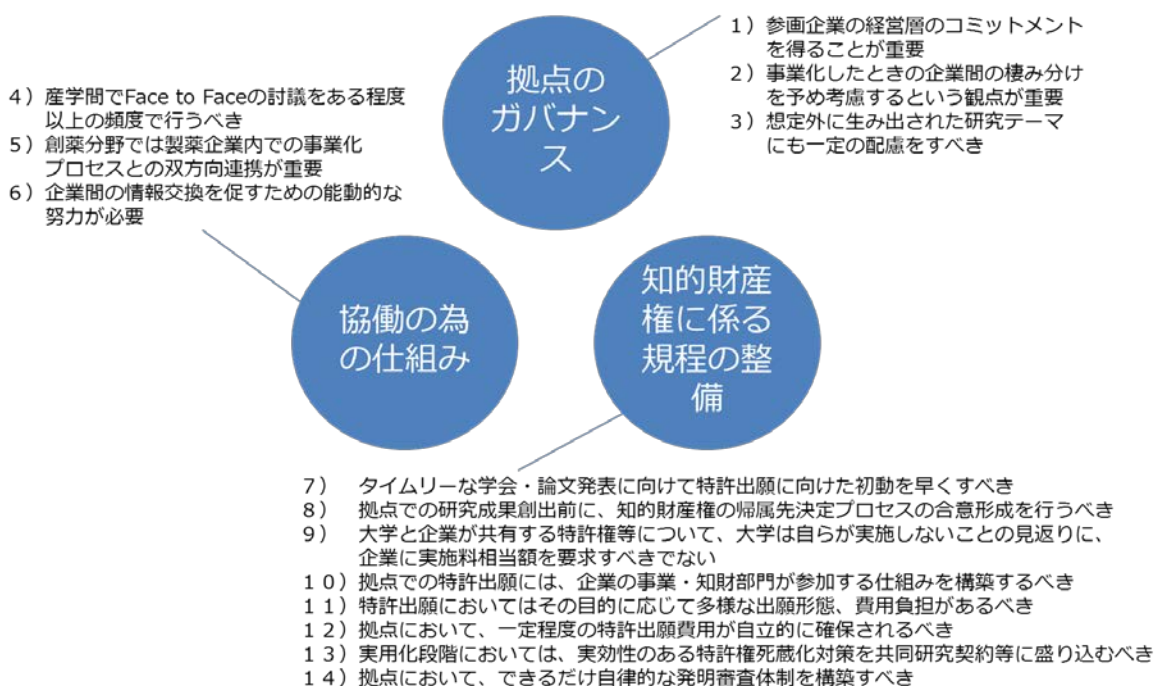 拠点の
ガバナン
ス
1）参画企業の経営層のコミットメント
を得ることが重要
2）事業化したときの企業間の棲み分け
を予め考慮するという観点が重要
3）想定外に生み出された研究テーマ
にも一定の配慮をすべき
4）産学間でFace to Faceの討議をある程度
以上の頻度で行うべき
5）創薬分野では製薬企業内での事業化
プロセスとの双方向連携が重要
6）企業間の情報交換を促すための能動的な
努力が必要
協働の為
の仕組み
知的財産
権に係る
規程の整
備
7）　タイムリーな学会・論文発表に向けて特許出願に向けた初動を早くすべき
8）　拠点での研究成果創出前に、知的財産権の帰属先決定プロセスの合意形成を行うべき
9）　大学と企業が共有する特許権等について、大学は自らが実施しないことの見返りに、
企業に実施料相当額を要求すべきでない
10）拠点での特許出願には、企業の事業・知財部門が参加する仕組みを構築するべき
11）特許出願においてはその目的に応じて多様な出願形態、費用負担があるべき
12）拠点において、一定程度の特許出願費用が自立的に確保されるべき
13）実用化段階においては、実効性のある特許権死蔵化対策を共同研究契約等に盛り込むべき
14）拠点において、できるだけ自律的な発明審査体制を構築すべき